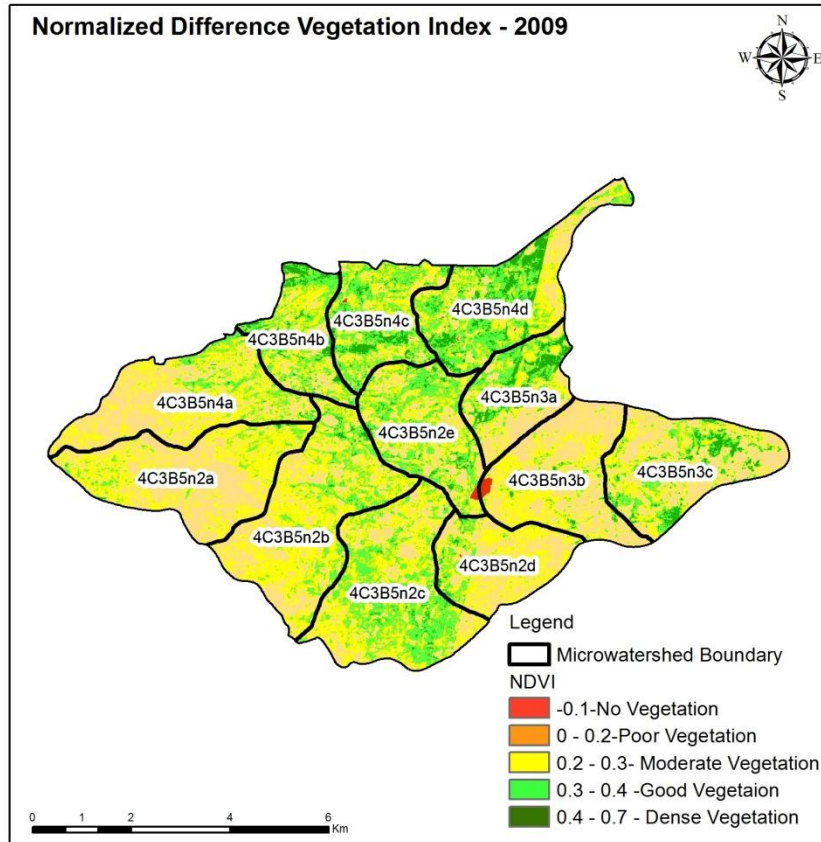 Normalized Difference Vegetation Index - 2009
N
W
E
S
4C3B5n4d
4C3B5n4c
4C3B5n4b
4C3B5n3a
4C3B5n4a
4C3B5n2e
4C3B5n3c
4C3B5n2a
4C3B5n3b
4C3B5n2b
4C3B5n2d
4C3B5n2c
Legend
Microwatershed Boundary
NDVI
-0.1-No Vegetation
0 - 0.2-Poor Vegetation
0.2 - 0.3- Moderate Vegetation
0.3 - 0.4 -Good Vegetaion
0.4 - 0.7 - Dense Vegetation
0 2 4 6
Km